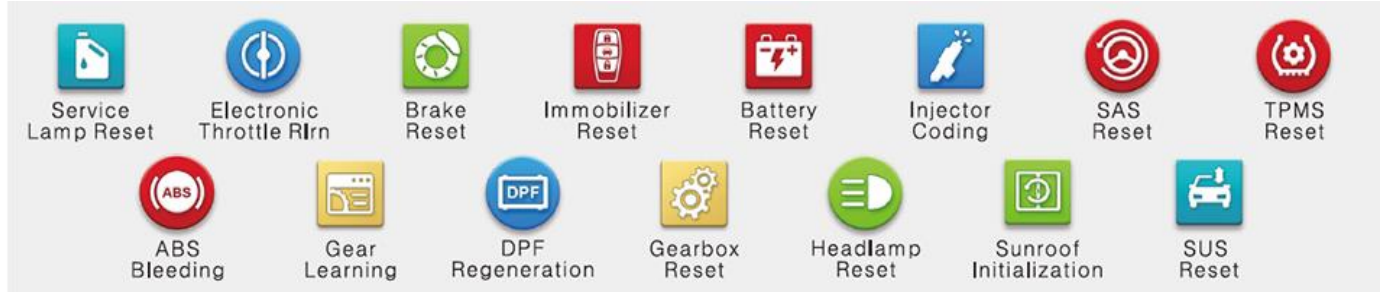 Service
Lamp Reset
Electronic
Throttle Rlrn
Brake
Reset
Immobilizer
Reset
Battery
Reset
Injector
Coding
SAS
Reset
TPMS
Reset
ABS
ABS
Bleeding
Gear
Learning
DPF
DPF
Regeneration
Gearbox
Reset
Headlamp
Reset
Sunroof
Initialization
SUS
Reset